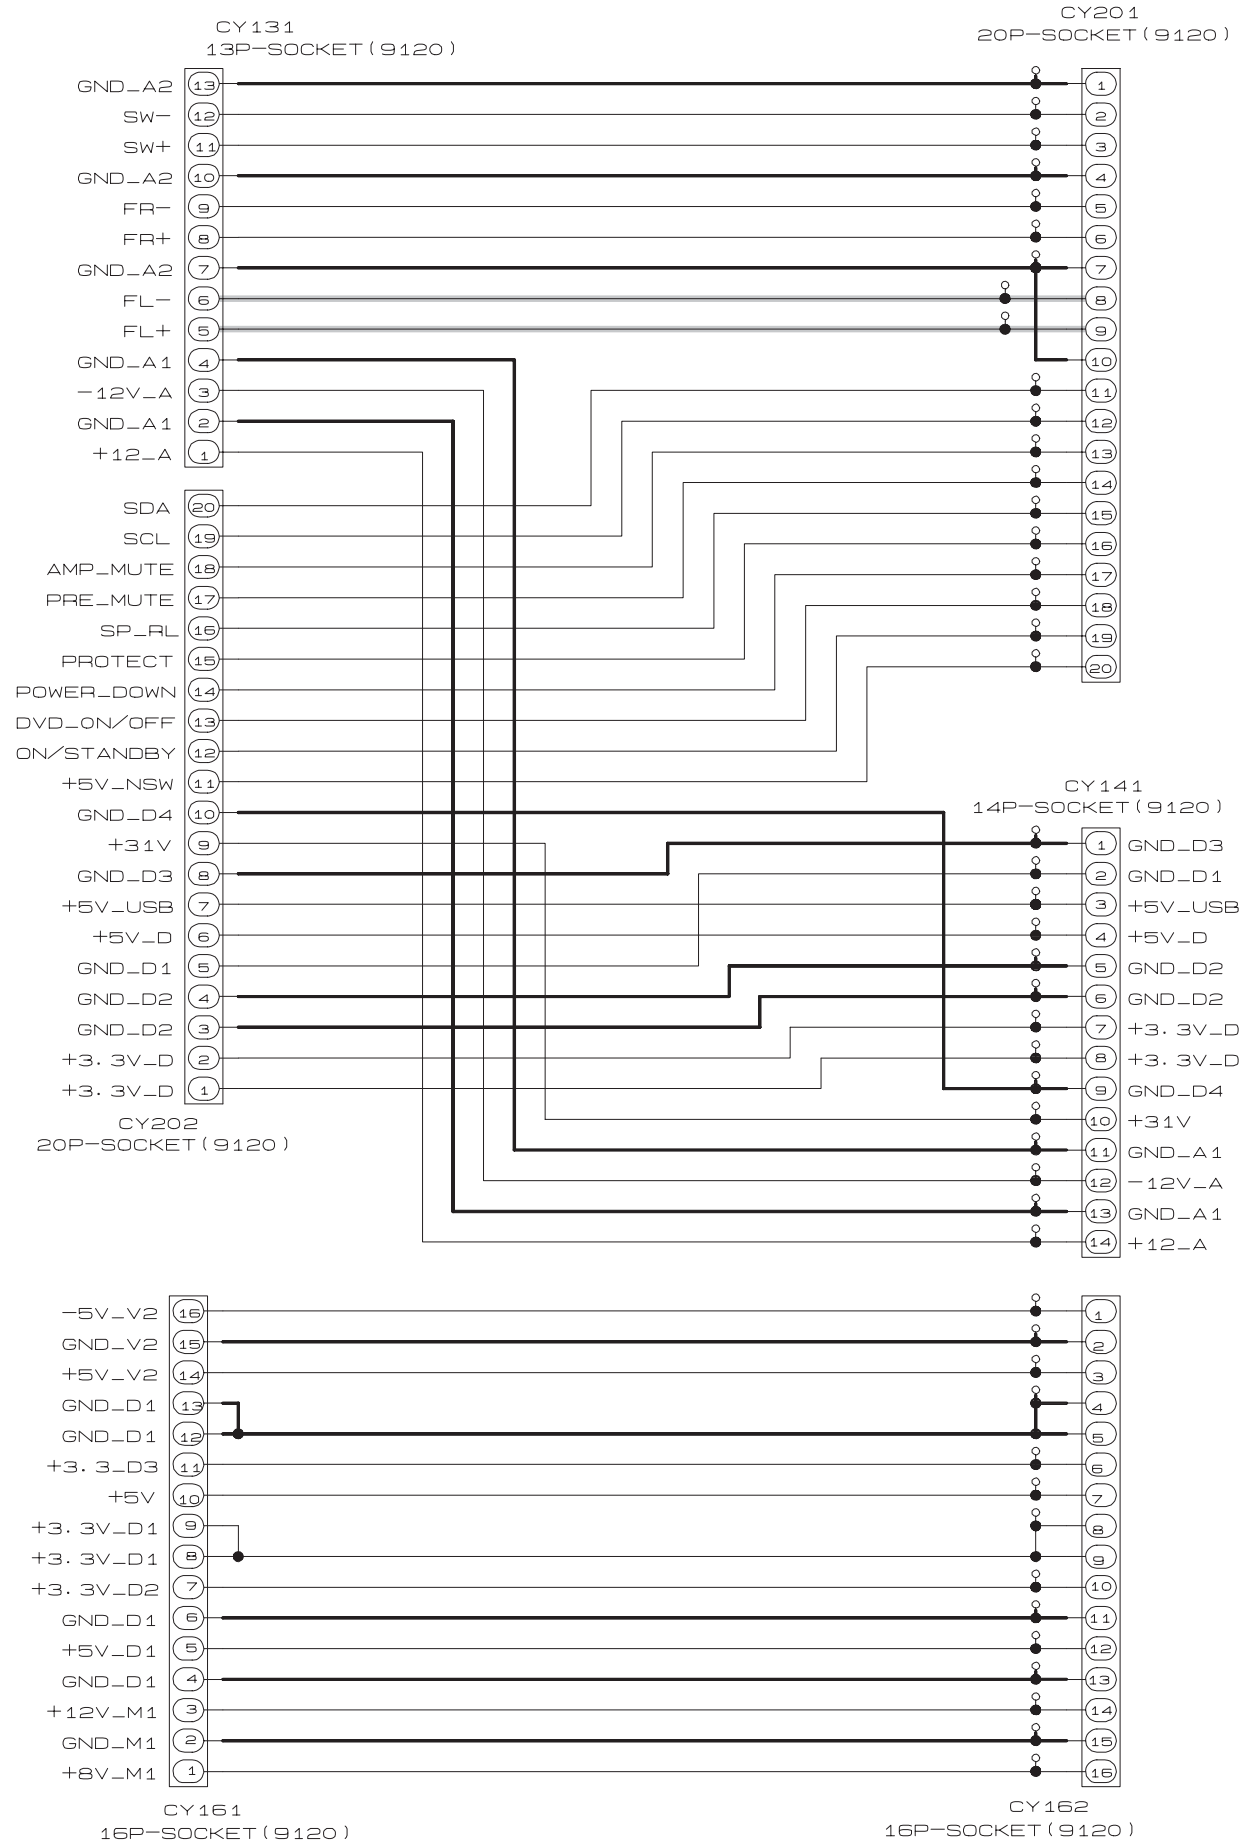 CY131
13P-SOCKET(9120)
GND_A2 13
SW- 12
SW+ 11
GND_A2 10
FR- 9
FR+ 8
GND_A2 7
FL- 6
FL+ 5
GND_A1 4
-12V_A 3
GND_A1 2
+12_A 1
SDA 20
SCL 19
AMP_MUTE 18
PRE_MUTE 17
SP_RL 16
PROTECT 15
POWER_DOWN 14
DVD_ON/OFF 13
ON/STANDBY 12
+5V_NSW 11
GND_D4 10
+31V 9
GND_D3 8
+5V_USB 7
+5V_D 6
GND_D1 5
GND_D2 4
GND_D2 3
+3.3V_D 2
+3.3V_D 1
CY202
20P-SOCKET(9120)
CY201
20P-SOCKET(9120)
1
2
3
4
5
6
7
8
9
10
11
12
13
14
15
16
17
18
19
20
CY141
14P-SOCKET(9120)
1 GND_D3
2 GND_D1
3 +5V_USB
4 +5V_D
5 GND_D2
6 GND_D2
7 +3.3V_D
8 +3.3V_D
9 GND_D4
10 +31V
11 GND_A1
12 -12V_A
13 GND_A1
14 +12_A
-5V_V2 16
GND_V2 15
+5V_V2 14
GND_D1 13
GND_D1 12
+3.3_D3 11
+5V 10
+3.3V_D1 9
+3.3V_D1 8
+3.3V_D2 7
GND_D1 6
+5V_D1 5
GND_D1 4
+12V_M1 3
GND_M1 2
+8V_M1 1
CY161
16P-SOCKET(9120)
1
2
3
4
5
6
7
8
9
10
11
12
13
14
15
16
CY162
16P-SOCKET(9120)